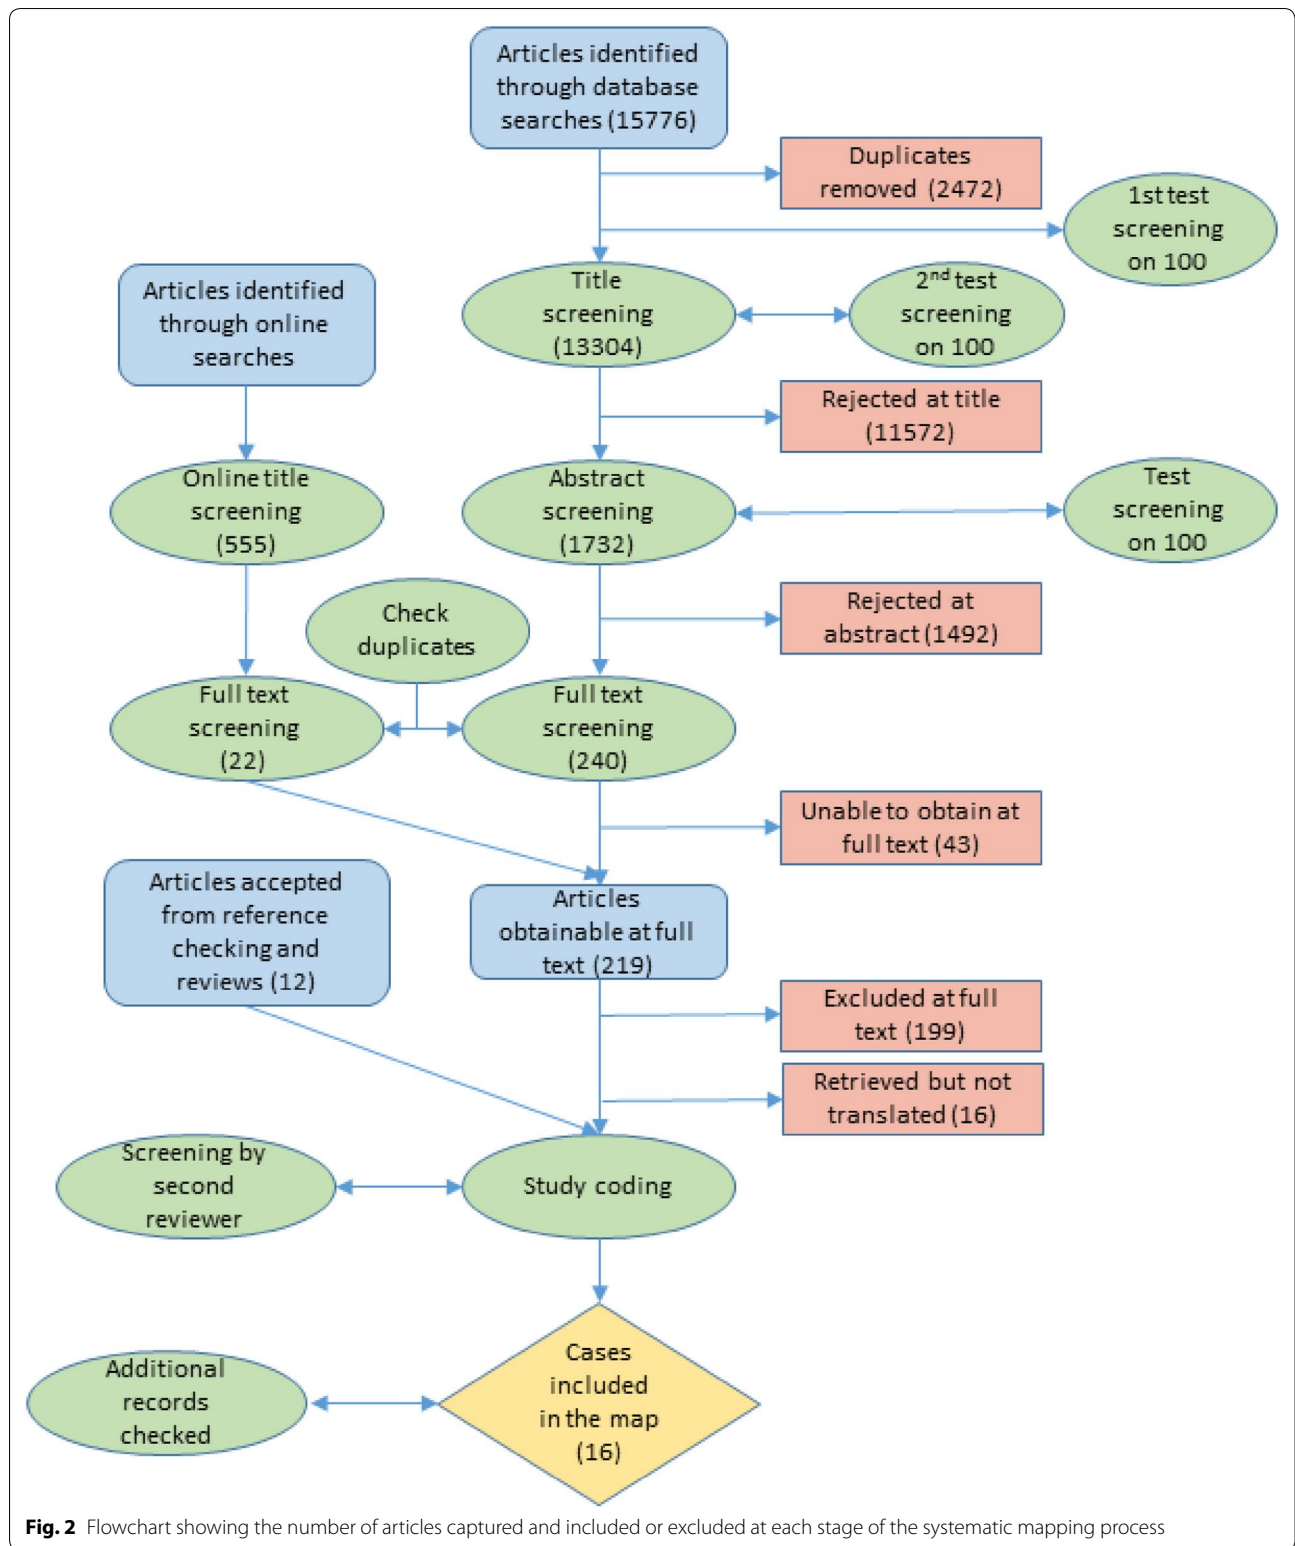 Articles identified
through database
searches (15776)
Duplicates
removed (2472)
1st test
screening
on 100
Articles identified
through online
searches
Title
screening
(13304)
2nd test
screening
on 100
Rejected at title
(11572)
Online title
screening
(555)
Abstract
screening
(1732)
Test
screening
on 100
Check
duplicates
Rejected at
abstract (1492)
Full text
screening
(22)
Full text
screening
(240)
Unable to obtain at
full text (43)
Articles accepted
from reference
checking and
reviews (12)
Articles
obtainable at full
text (219)
Excluded at full
text (199)
Retrieved but not
translated (16)
Screening by
second
reviewer
Study coding
Additional
records
checked
Cases
included
in the map
(16)
Fig. 2 Flowchart showing the number of articles captured and included or excluded at each stage of the systematic mapping process